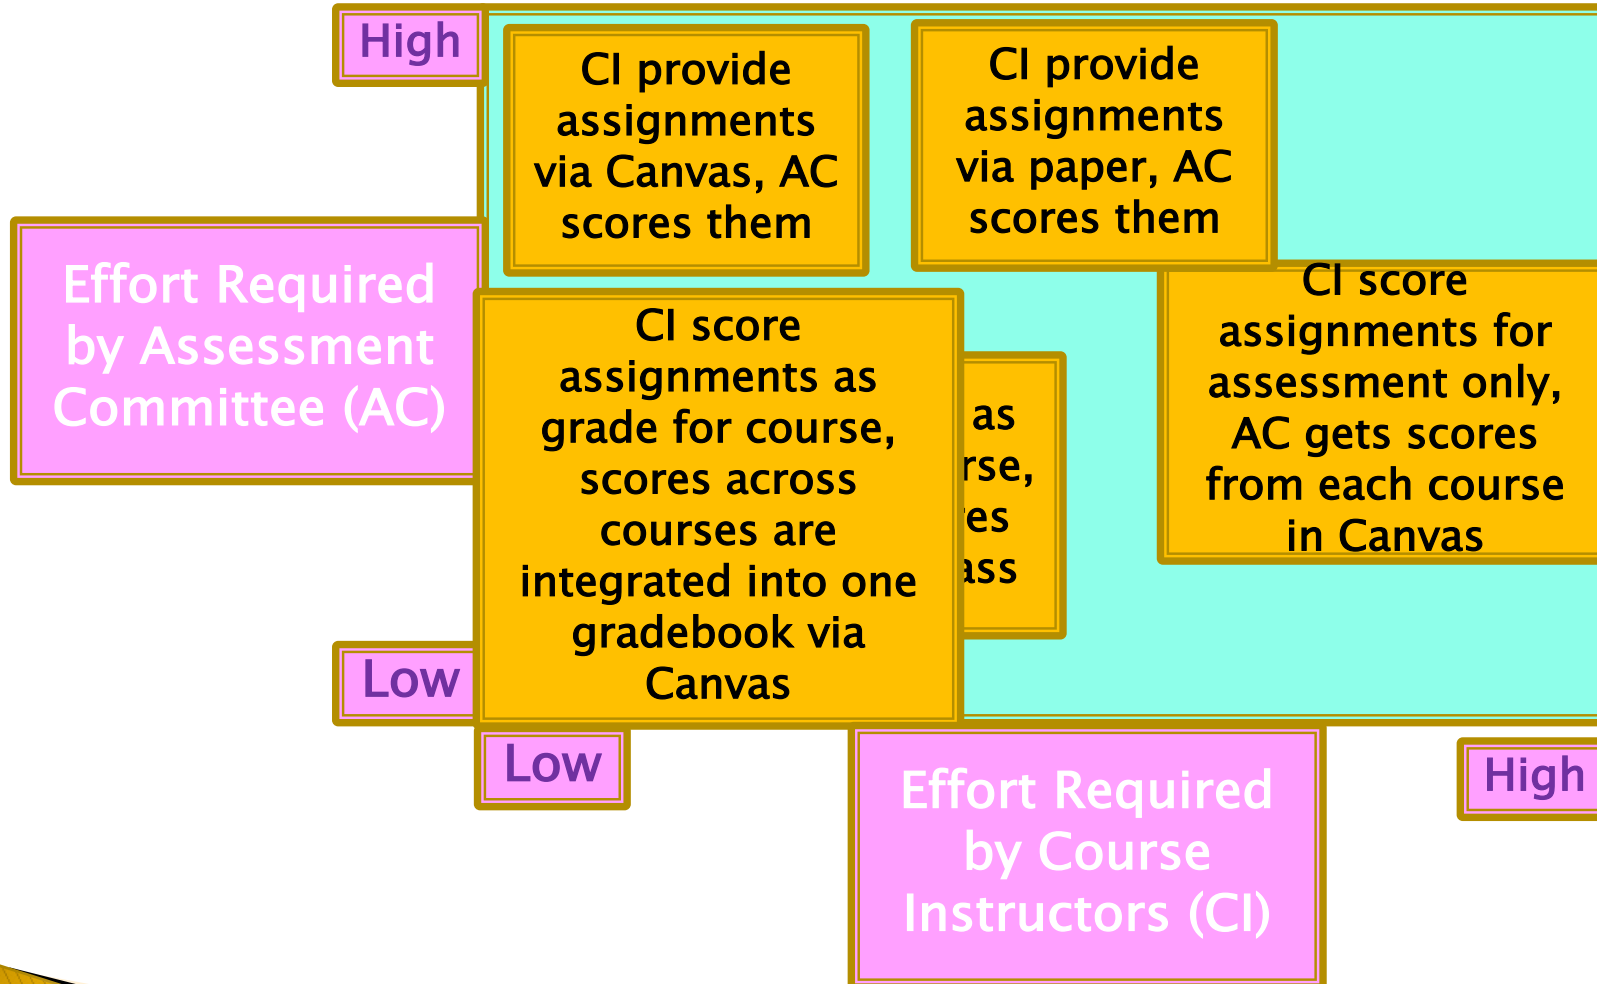 High
CI provide
assignments
via Canvas, AC
scores them
CI provide
assignments
via paper, AC
scores them
Effort Required
by Assessment
Committee (AC)
CI score
assignments as
grade for course,
scores across
courses are
integrated into one
gradebook via
Canvas
as
CI score
assignments for
assessment only,
AC gets scores
from each course
in Canvas
Low
Low
Effort Required
by Course
Instructors (CI)
High